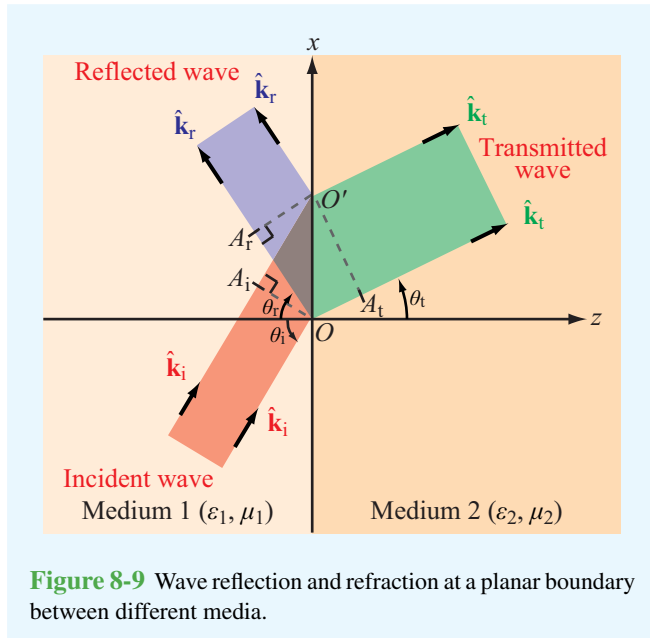 x
Reflected wave
k̂r
k̂r
k̂t
Transmitted
wave
O′
k̂t
Ar
Ai
θr
At
θt
z
θi
O
k̂i
k̂i
Incident wave
Medium 1 (ε1, μ1)
Medium 2 (ε2, μ2)
Figure 8-9 Wave reflection and refraction at a planar boundary
between different media.